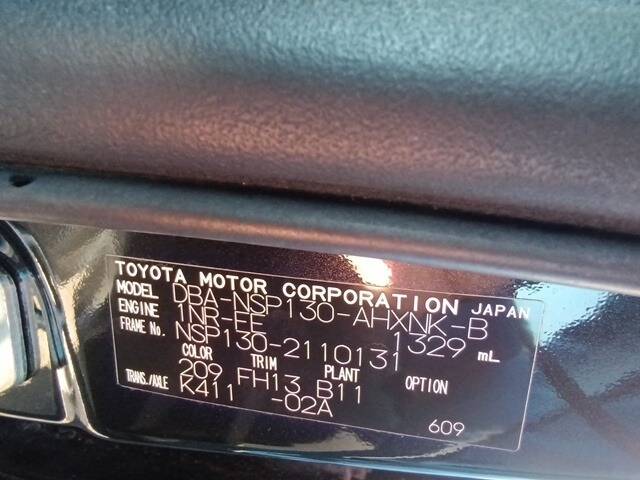 TOYOTA MOTOR CORPORATION JAPAN
MODEL DBA-NSP130-AHXNK-B
ENGINE 1NR-FE 1329 mL
FRAME No. NSP130-2110131
COLOR TRIM PLANT OPTION
209 FH13 B11
TRANS./AXLE K411 -02A
609